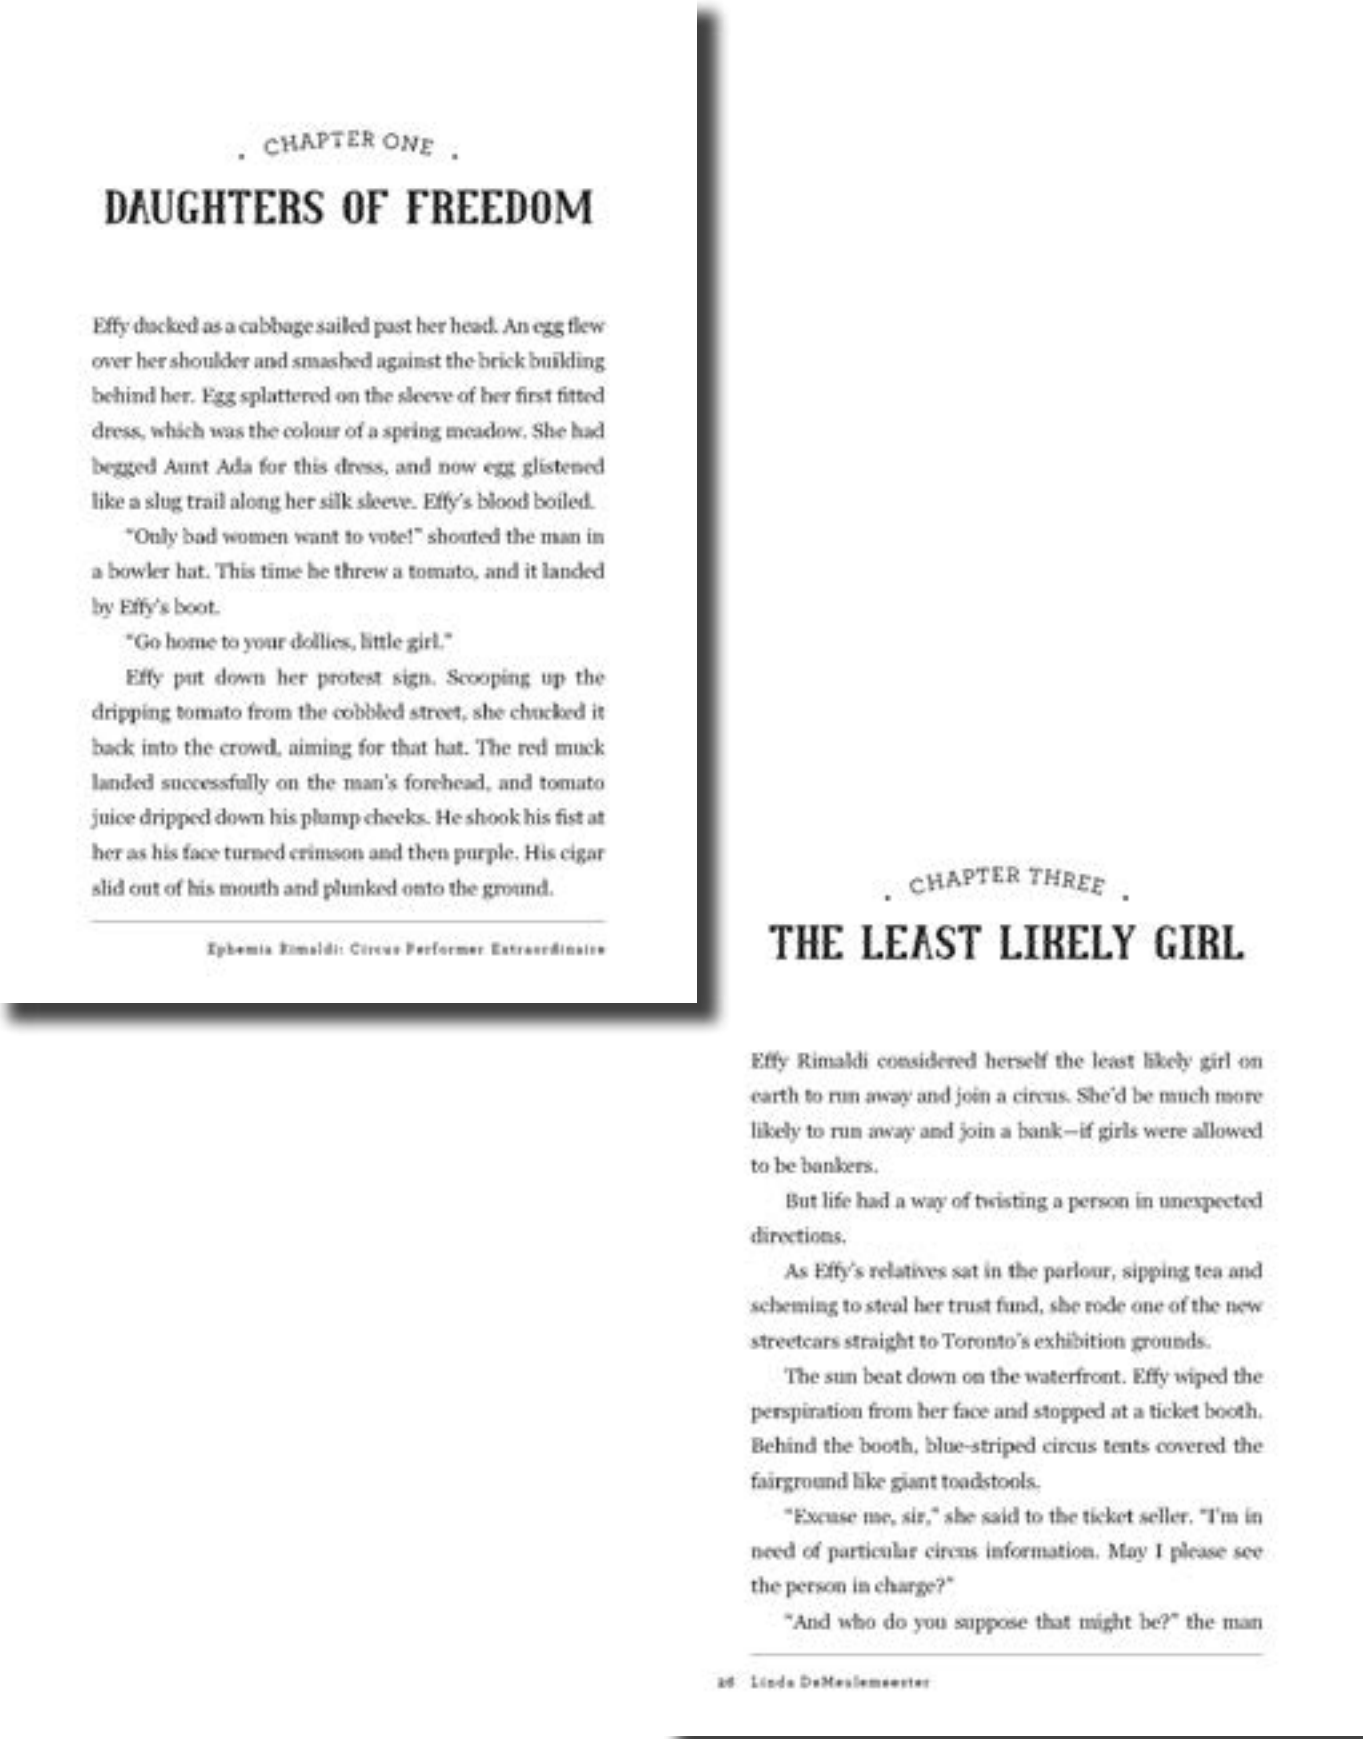 CHAPTER ONE
DAUGHTERS OF FREEDOM
Effy ducked as a cabbage sailed past her head. An egg flew
over her shoulder and smashed against the brick building
behind her. Egg splattered on the sleeve of her first fitted
dress, which was the colour of a spring meadow. She had
begged Aunt Ada for this dress, and now egg glistened
like a slug trail along her silk sleeve. Effy’s blood boiled.
“Only bad women want to vote!” shouted the man in
a bowler hat. This time he threw a tomato, and it landed
by Effy’s boot.
“Go home to your dollies, little girl.”
Effy put down her protest sign. Scooping up the
dripping tomato from the cobbled street, she chucked it
back into the crowd, aiming for that hat. The red muck
landed successfully on the man’s forehead, and tomato
juice dripped down his plump cheeks. He shook his fist at
her as his face turned crimson and then purple. His cigar
slid out of his mouth and plunked onto the ground.
Ephemia Rimaldi: Circus Performer Extraordinaire
CHAPTER THREE
THE LEAST LIKELY GIRL
Effy Rimaldi considered herself the least likely girl on
earth to run away and join a circus. She’d be much more
likely to run away and join a bank—if girls were allowed
to be bankers.
But life had a way of twisting a person in unexpected
directions.
As Effy’s relatives sat in the parlour, sipping tea and
scheming to steal her trust fund, she rode one of the new
streetcars straight to Toronto’s exhibition grounds.
The sun beat down on the waterfront. Effy wiped the
perspiration from her face and stopped at a ticket booth.
Behind the booth, blue-striped circus tents covered the
fairground like giant toadstools.
“Excuse me, sir,” she said to the ticket seller. “I’m in
need of particular circus information. May I please see
the person in charge?”
“And who do you suppose that might be?” the man
26 Linda DeMeulemeester